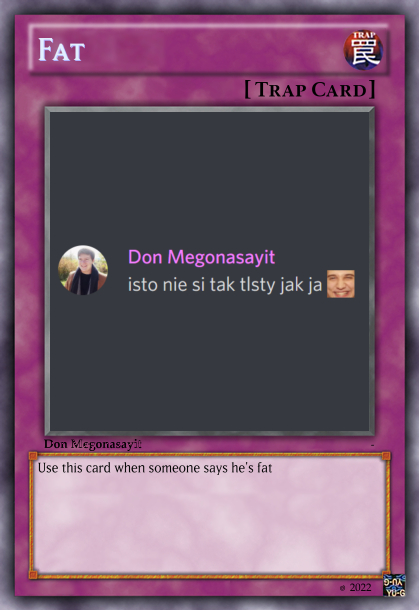 FAT
TRAP
罠
[TRAP CARD]
Don Megonasayit
isto nie si tak tlsty jak ja
Don Megonasayit
-
Use this card when someone says he's fat
© 2022
YU-G